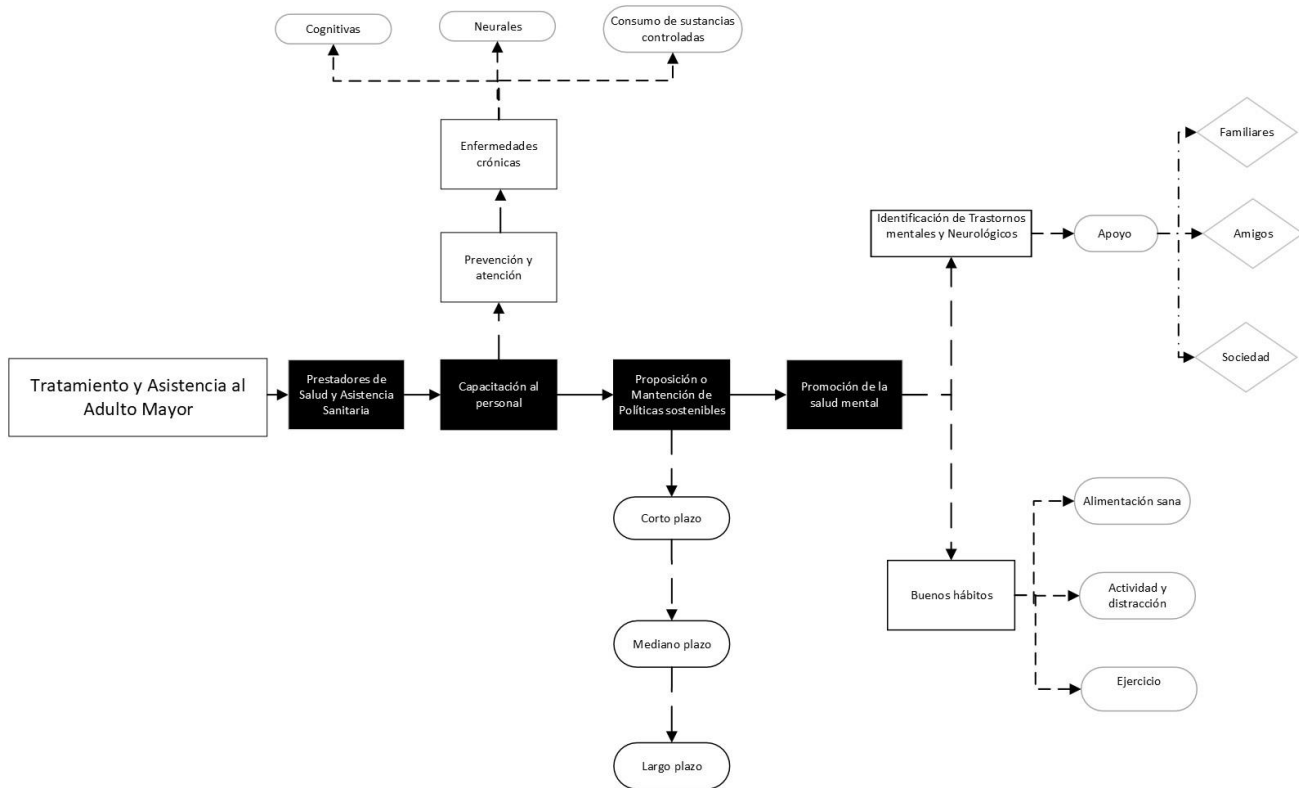 Cognitivas
Neurales
Consumo de sustancias
controladas
Enfermedades
crónicas
Prevención y
atención
Tratamiento y Asistencia al
Adulto Mayor
Prestadores de
Salud y Asistencia
Sanitaria
Capacitación al
personal
Proposición o
Mantención de
Políticas sostenibles
Promoción de la
salud mental
Corto plazo
Mediano plazo
Largo plazo
Identificación de Trastornos
mentales y Neurológicos
Apoyo
Familiares
Amigos
Sociedad
Buenos hábitos
Alimentación sana
Actividad y
distracción
Ejercicio